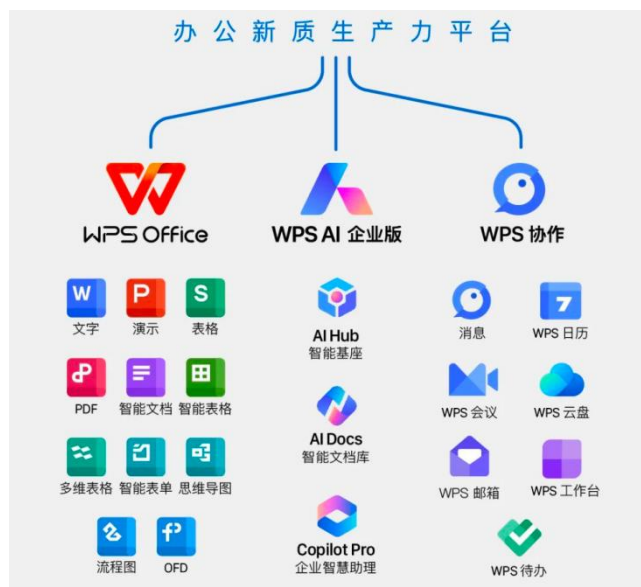 办公新质生产力平台
WPS Office
WPS AI 企业版
WPS 协作
W
P
S
文字
演示
表格
PDF
智能文档
智能表格
多维表格
智能表单
思维导图
流程图
OFD
AI Hub
智能基座
AI Docs
智能文档库
Copilot Pro
企业智慧助理
消息
7
WPS 日历
WPS 会议
WPS 云盘
WPS 邮箱
WPS 工作台
WPS 待办